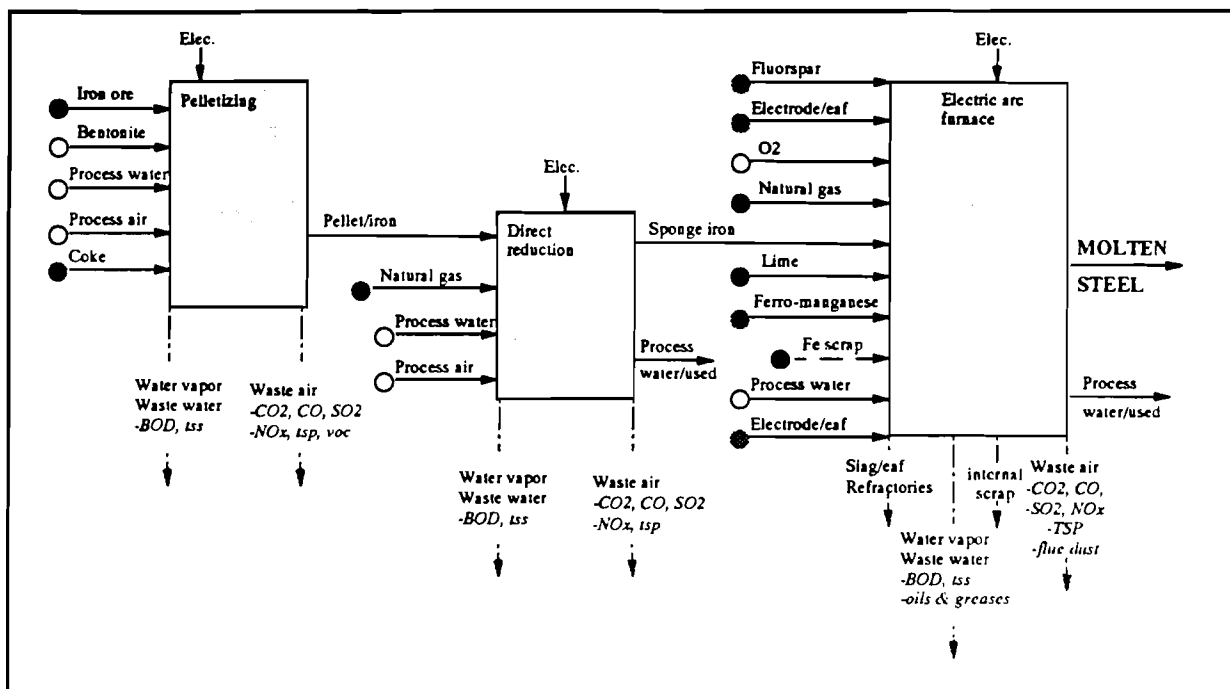 Elec.
Iron ore
Pelletizing
Bentonite
Process water
Process air
Coke
Pellet/iron
Water vapor
Waste water
-BOD, tss
Waste air
-CO2, CO, SO2
-NOx, tsp, voc
Elec.
Direct
reduction
Natural gas
Process water
Process air
Sponge iron
Process
water/used
Water vapor
Waste water
-BOD, tss
Waste air
-CO2, CO, SO2
-NOx, tsp
Elec.
Fluorspar
Electric arc
furnace
Electrode/eaf
O2
Natural gas
Lime
Ferro-manganese
Fe scrap
Process water
Electrode/eaf
MOLTEN
STEEL
Process
water/used
Slag/eaf
Refractories
Water vapor
Waste water
-BOD, tss
-oils & greases
internal
scrap
Waste air
-CO2, CO,
-SO2, NOx
-TSP
-flue dust